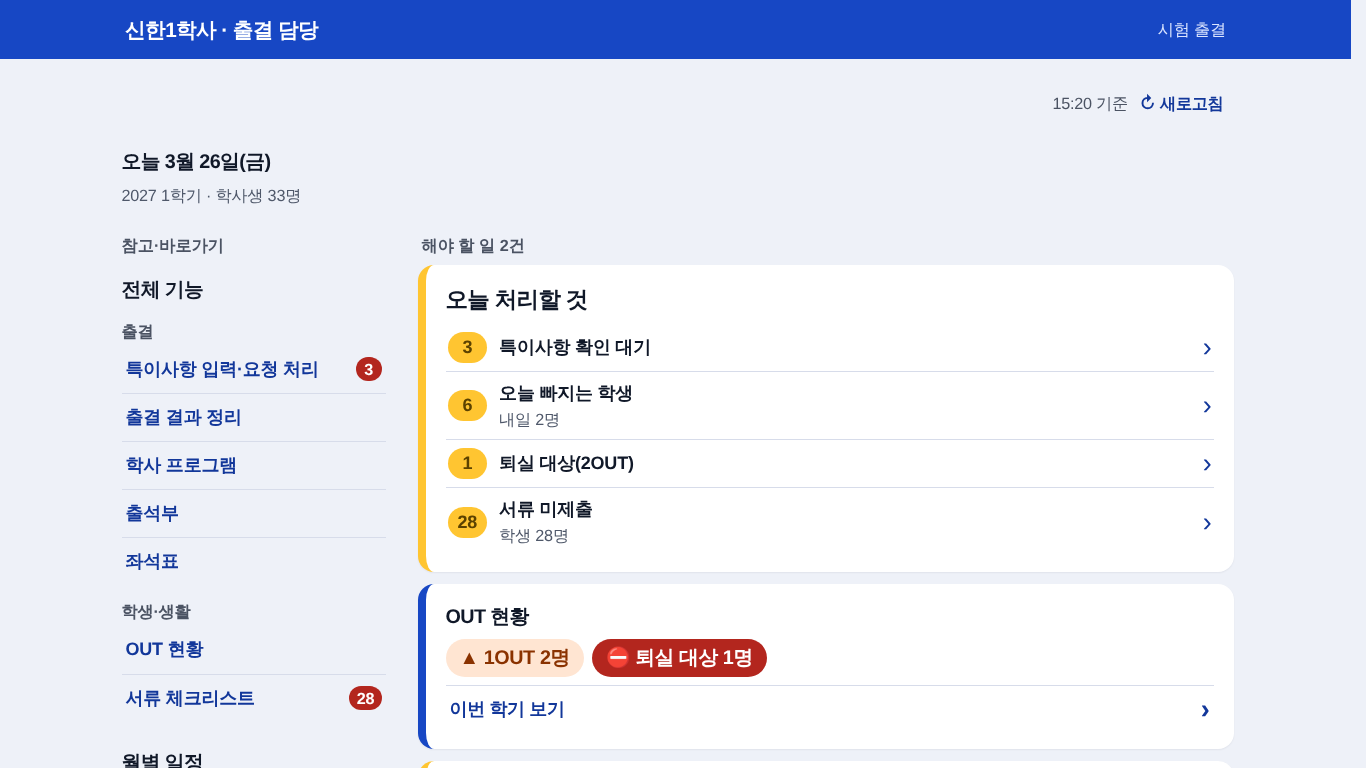 신한1학사 · 출결 담당
시험 출결
15:20 기준 ↻ 새로고침
오늘 3월 26일(금)
2027 1학기 · 학사생 33명
참고·바로가기
전체 기능
출결
특이사항 입력·요청 처리 3
출결 결과 정리
학사 프로그램
출석부
좌석표
학생·생활
OUT 현황
서류 체크리스트 28
월별 일정
해야 할 일 2건
오늘 처리할 것
3 특이사항 확인 대기 ›
6 오늘 빠지는 학생 ›
내일 2명
1 퇴실 대상(2OUT) ›
28 서류 미제출 ›
학생 28명
OUT 현황
▲ 1OUT 2명 ⛔ 퇴실 대상 1명
이번 학기 보기 ›